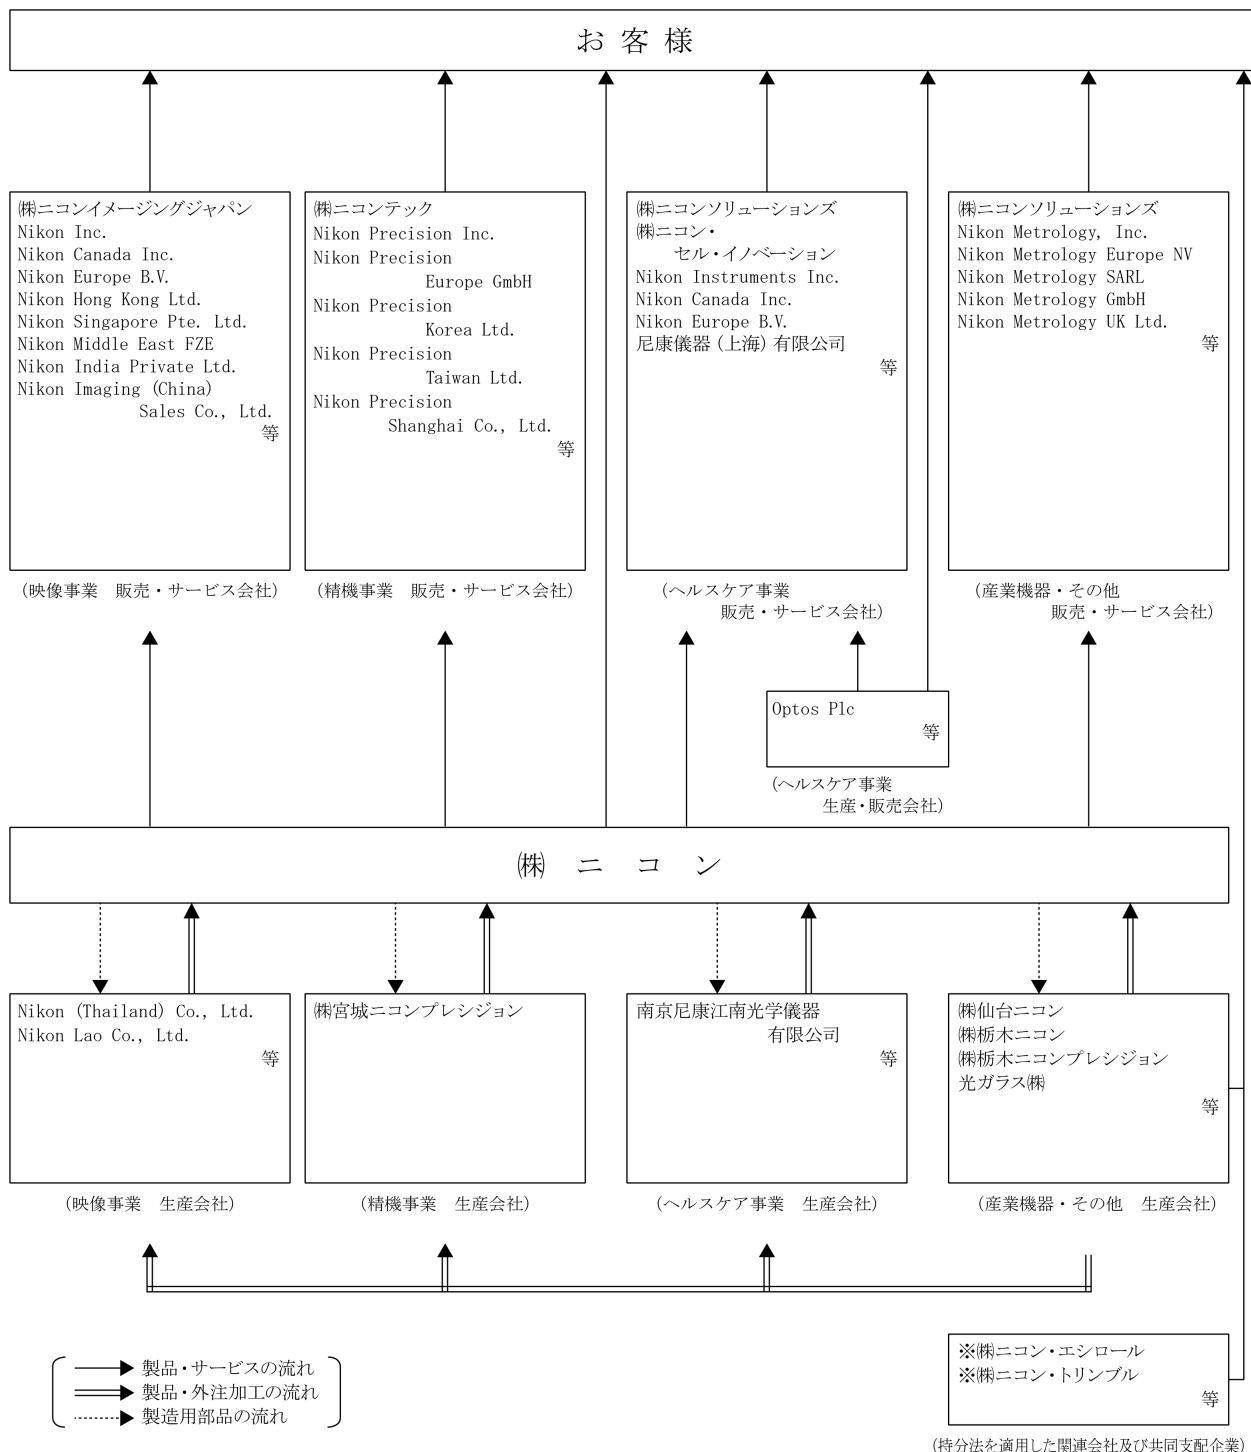 お客様
㈱ニコンイメージングジャパン
Nikon Inc.
Nikon Canada Inc.
Nikon Europe B.V.
Nikon Hong Kong Ltd.
Nikon Singapore Pte. Ltd.
Nikon Middle East FZE
Nikon India Private Ltd.
Nikon Imaging (China)
Sales Co., Ltd.
等
(映像事業　販売・サービス会社)
㈱ニコンテック
Nikon Precision Inc.
Nikon Precision
Europe GmbH
Nikon Precision
Korea Ltd.
Nikon Precision
Taiwan Ltd.
Nikon Precision
Shanghai Co., Ltd.
等
(精機事業　販売・サービス会社)
㈱ニコンソリューションズ
㈱ニコン・
セル・イノベーション
Nikon Instruments Inc.
Nikon Canada Inc.
Nikon Europe B.V.
尼康儀器(上海)有限公司
等
(ヘルスケア事業
販売・サービス会社)
㈱ニコンソリューションズ
Nikon Metrology, Inc.
Nikon Metrology Europe NV
Nikon Metrology SARL
Nikon Metrology GmbH
Nikon Metrology UK Ltd.
等
(産業機器・その他
販売・サービス会社)
Optos Plc
等
(ヘルスケア事業
生産・販売会社)
㈱ニコン
Nikon (Thailand) Co., Ltd.
Nikon Lao Co., Ltd.
等
(映像事業　生産会社)
㈱宮城ニコンプレシジョン
(精機事業　生産会社)
南京尼康江南光学儀器
有限公司
等
(ヘルスケア事業　生産会社)
㈱仙台ニコン
㈱栃木ニコン
㈱栃木ニコンプレシジョン
光ガラス㈱
等
(産業機器・その他　生産会社)
製品・サービスの流れ
製品・外注加工の流れ
製造用部品の流れ
※㈱ニコン・エシロール
※㈱ニコン・トリンブル
等
(持分法を適用した関連会社及び共同支配企業)